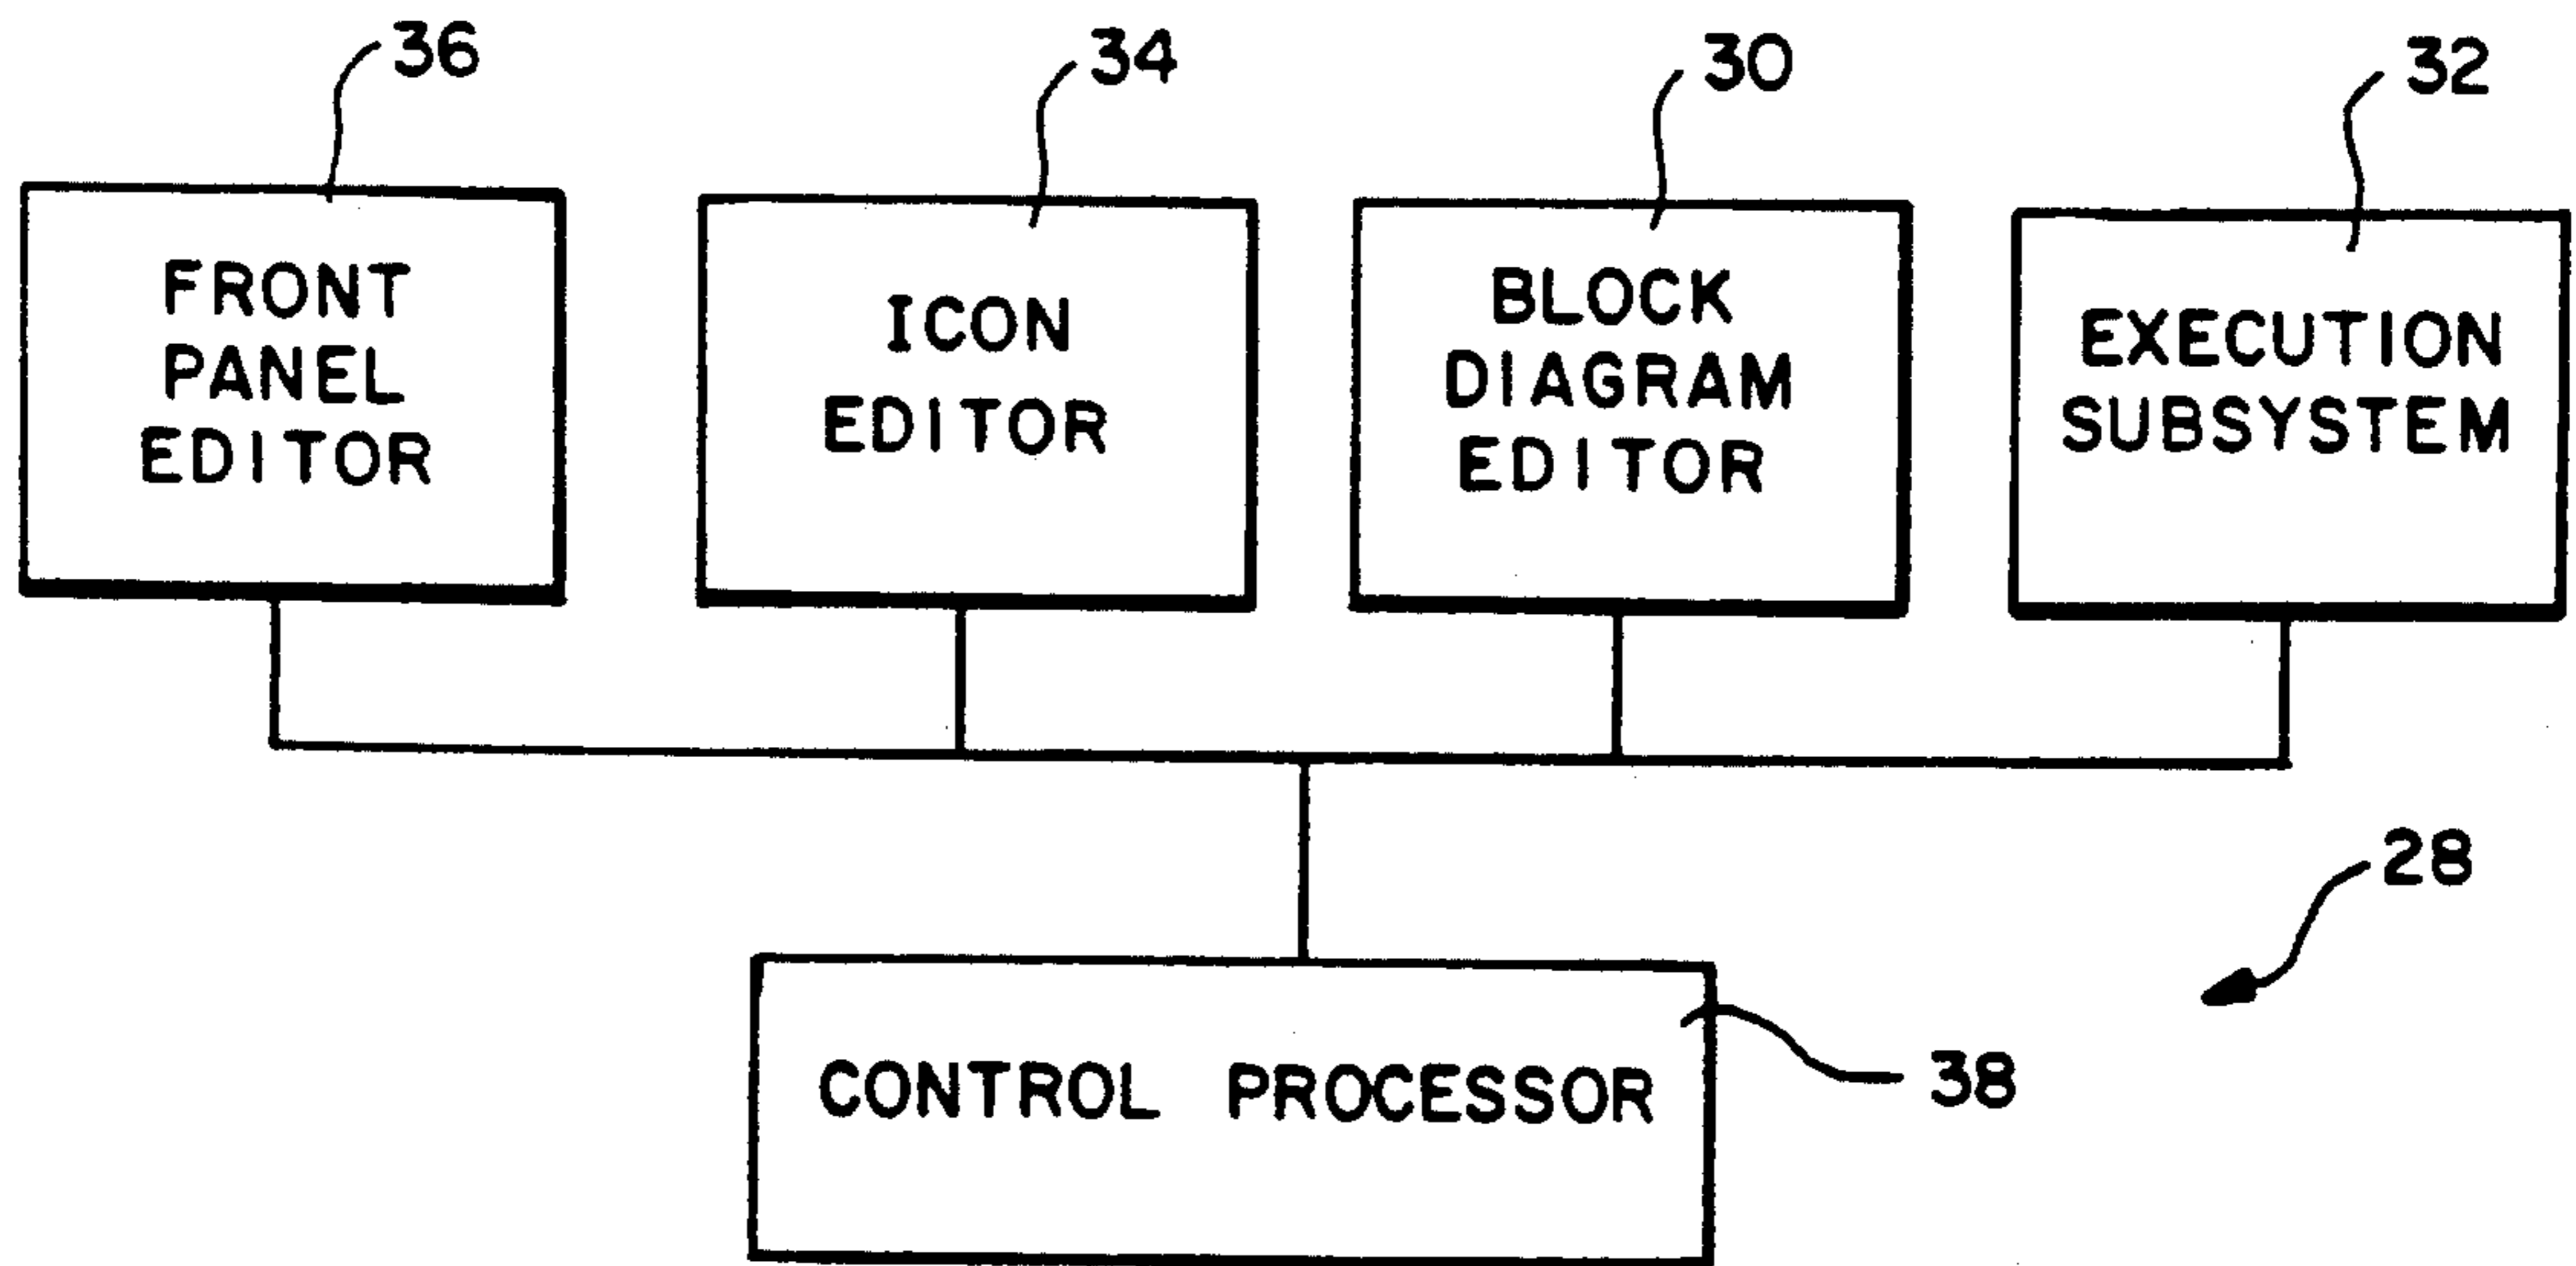 36
34
30
32
FRONT
PANEL
EDITOR
ICON
EDITOR
BLOCK
DIAGRAM
EDITOR
EXECUTION
SUBSYSTEM
28
CONTROL PROCESSOR
38